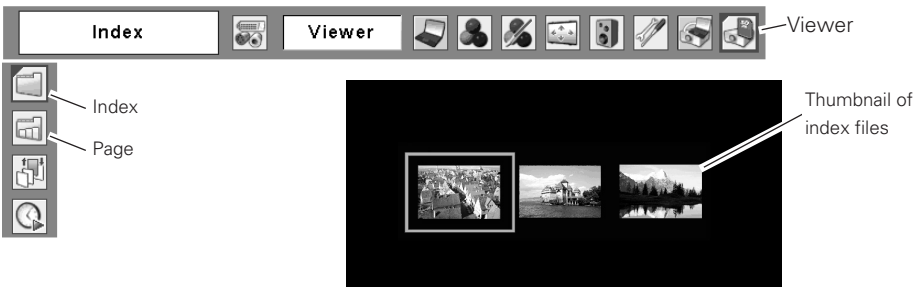 Index
Viewer
Viewer
Index
Page
Thumbnail of
index files